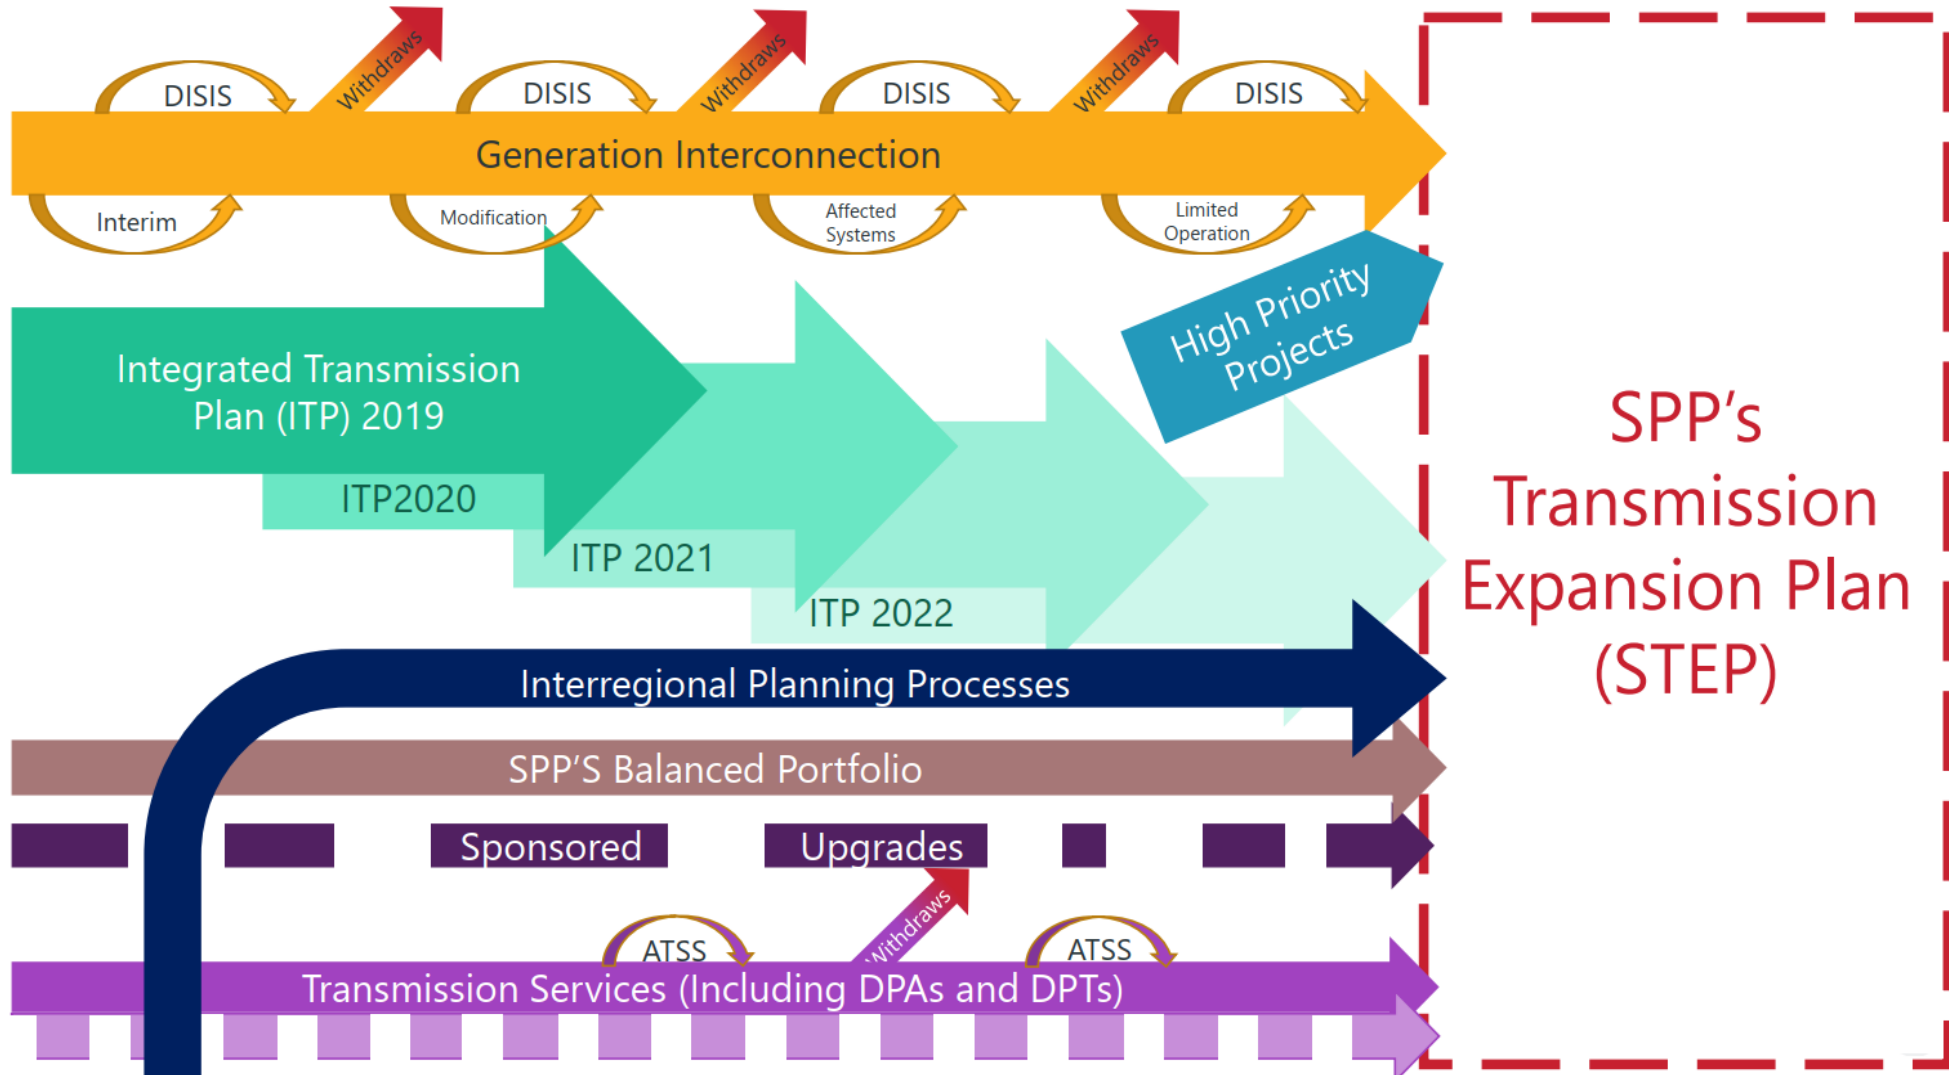 Withdraws
Withdraws
Withdraws
DISIS
DISIS
DISIS
DISIS
Generation Interconnection
Interim
Modification
Affected
Systems
Limited
Operation
High Priority
Projects
Integrated Transmission
Plan (ITP) 2019
ITP2020
ITP 2021
ITP 2022
SPP’s
Transmission
Expansion Plan
(STEP)
Interregional Planning Processes
SPP’S Balanced Portfolio
Sponsored Upgrades
Withdraws
ATSS
ATSS
Transmission Services (Including DPAs and DPTs)